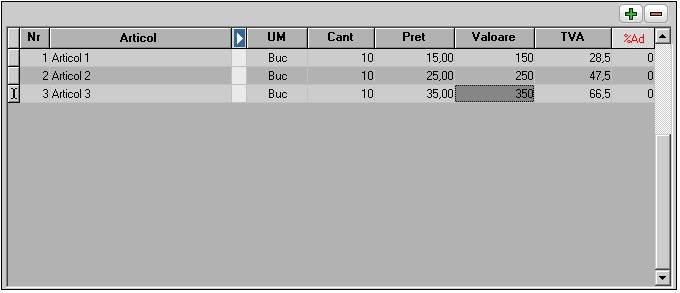 Nr Articol UM Cant Pret Valoare TVA %Ad
1 Articol 1 Buc 10 15,00 150 28,5 0
2 Articol 2 Buc 10 25,00 250 47,5 0
3 Articol 3 Buc 10 35,00 350 66,5 0